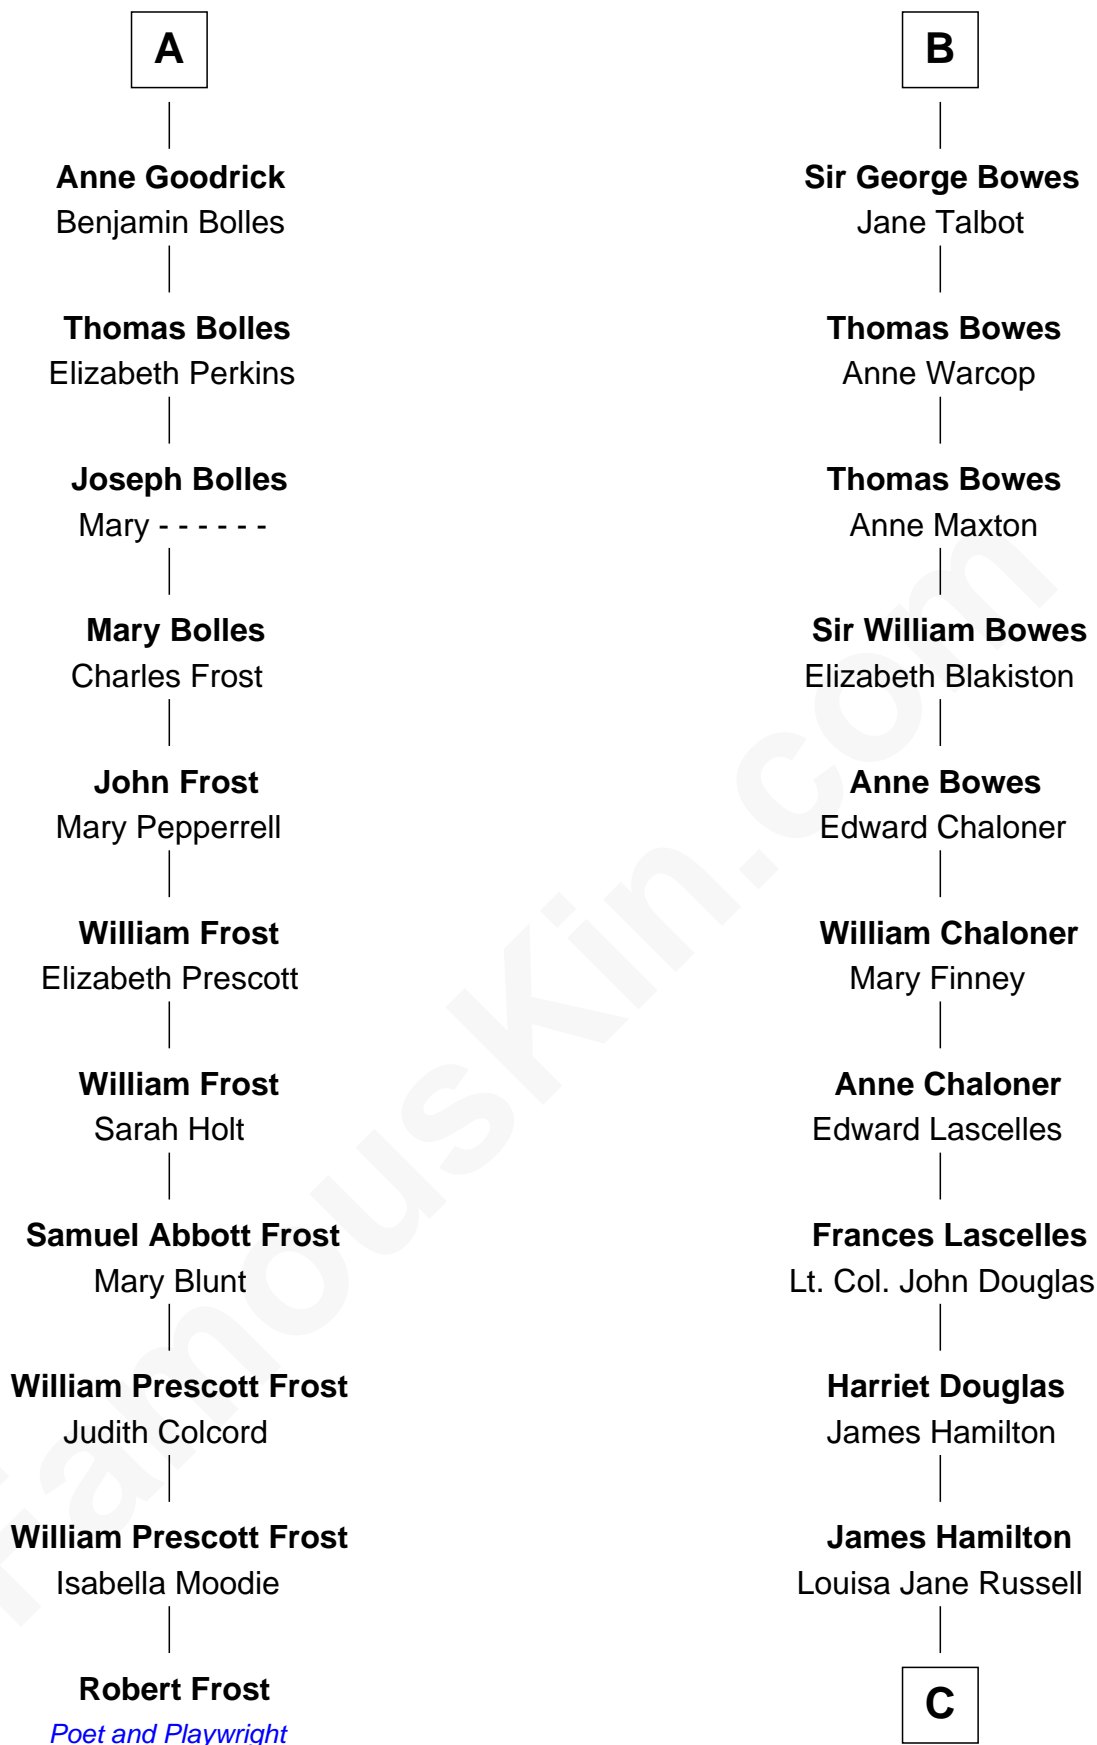 A
Anne Goodrick
Benjamin Bolles
Thomas Bolles
Elizabeth Perkins
Joseph Bolles
Mary - - - - - -
Mary Bolles
Charles Frost
John Frost
Mary Pepperrell
William Frost
Elizabeth Prescott
William Frost
Sarah Holt
Samuel Abbott Frost
Mary Blunt
William Prescott Frost
Judith Colcord
William Prescott Frost
Isabella Moodie
Robert Frost
Poet and Playwright
B
Sir George Bowes
Jane Talbot
Thomas Bowes
Anne Warcop
Thomas Bowes
Anne Maxton
Sir William Bowes
Elizabeth Blakiston
Anne Bowes
Edward Chaloner
William Chaloner
Mary Finney
Anne Chaloner
Edward Lascelles
Frances Lascelles
Lt. Col. John Douglas
Harriet Douglas
James Hamilton
James Hamilton
Louisa Jane Russell
C
FamousKin.com